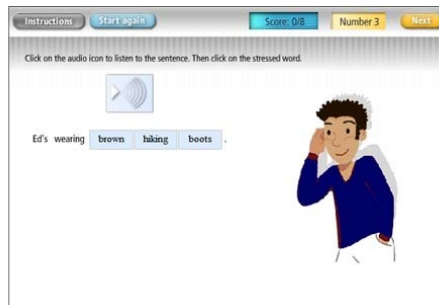 Instructions Start again Score: 0/8 Number 3 Next
Click on the audio icon to listen to the sentence. Then click on the stressed word.
Ed's wearing brown hiking boots .